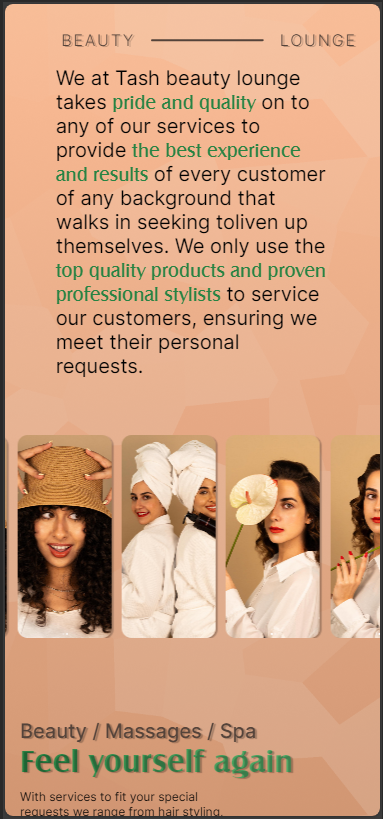 BEAUTY LOUNGE
We at Tash beauty lounge
takes pride and quality on to
any of our services to
provide the best experience
and results of every customer
of any background that
walks in seeking toliven up
themselves. We only use the
top quality products and proven
professional stylists to service
our customers, ensuring we
meet their personal
requests.
Beauty / Massages / Spa
Feel yourself again
With services to fit your special
requests we range from hair styling,